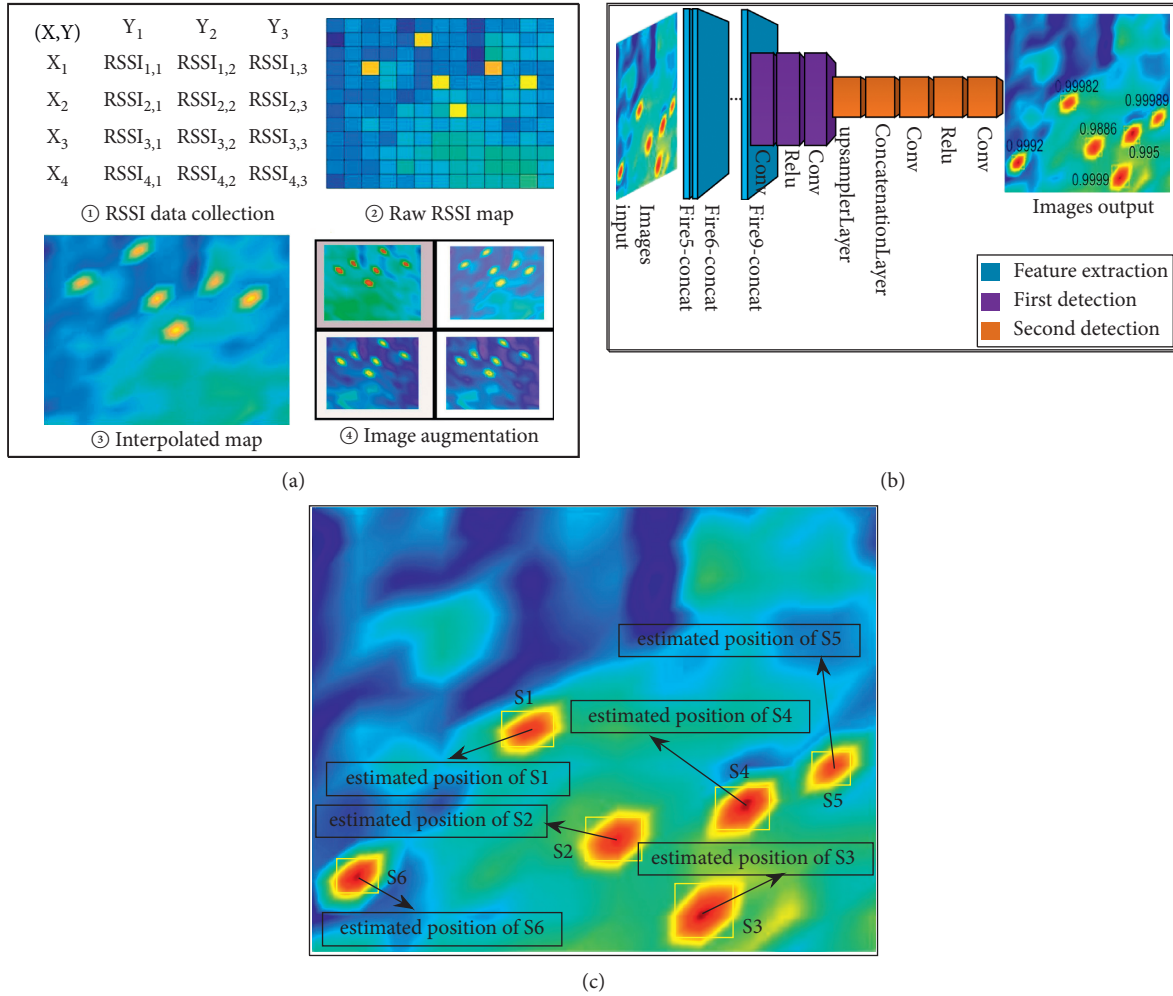 (X,Y) Y1 Y2 Y3
X1 RSSI1,1 RSSI1,2 RSSI1,3
X2 RSSI2,1 RSSI2,2 RSSI2,3
X3 RSSI3,1 RSSI3,2 RSSI3,3
X4 RSSI4,1 RSSI4,2 RSSI4,3
① RSSI data collection
② Raw RSSI map
③ Interpolated map
④ Image augmentation
(a)
Images
input
Fire5-concat
Fire6-concat
Fire9-concat
Conv
Relu
Conv
upsamplerLayer
ConcatenationLayer
Conv
Relu
Conv
0.99982
0.99989
0.9886
0.995
0.9992
0.9999
Images output
Feature extraction
First detection
Second detection
(b)
estimated position of S5
S1
estimated position of S4
estimated position of S1
S4
S5
estimated position of S2
S2
estimated position of S3
S6
estimated position of S6
S3
(c)